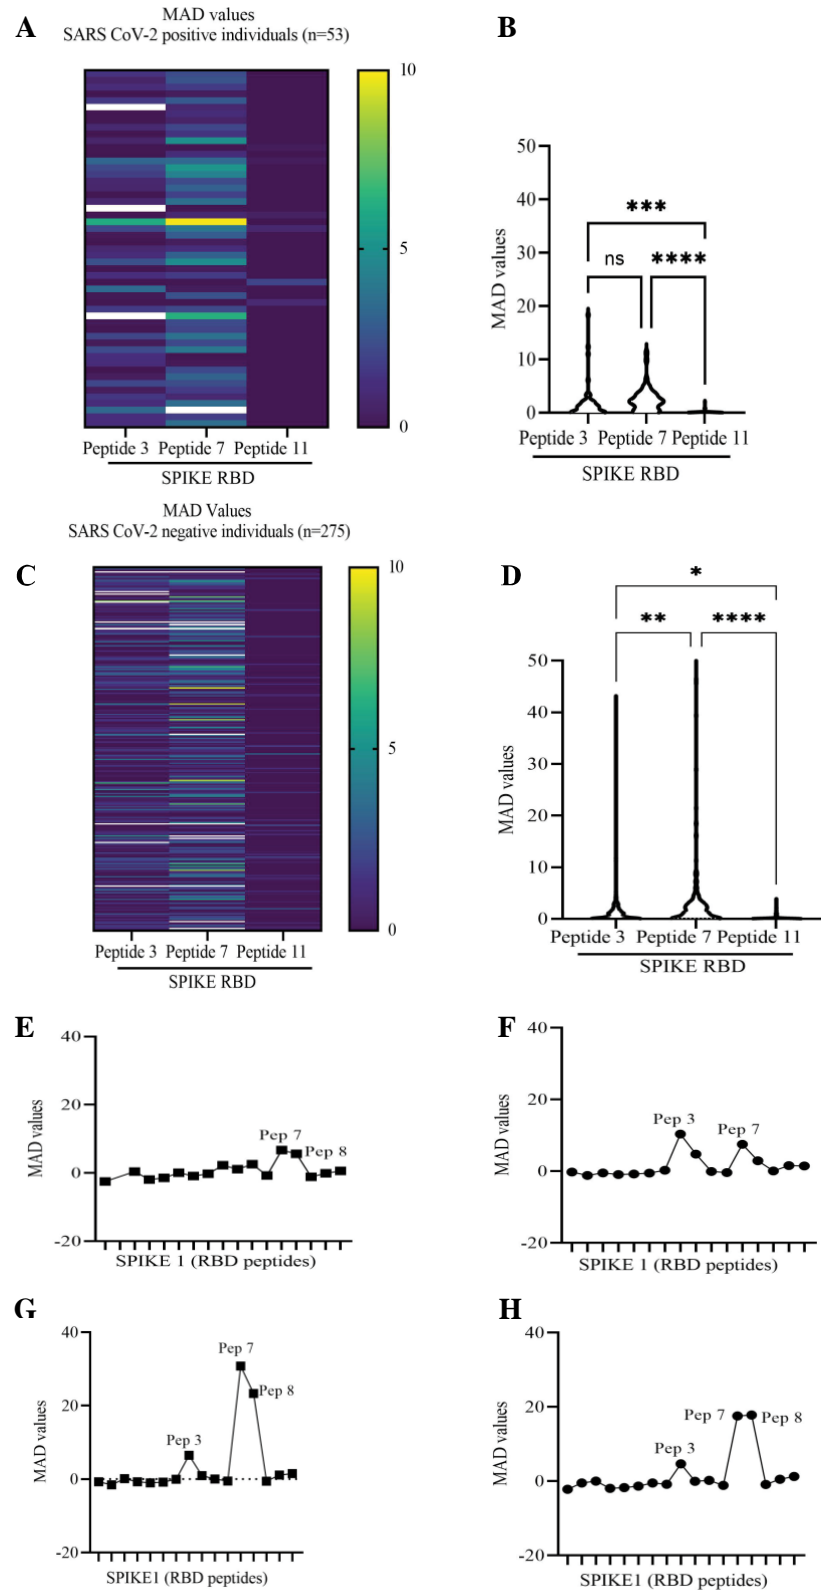 A
MAD values
SARS CoV-2 positive individuals (n=53)
10
5
0
Peptide 3 Peptide 7 Peptide 11
SPIKE RBD
B
MAD values
50
40
30
20
10
0
***
ns
****
Peptide 3 Peptide 7 Peptide 11
SPIKE RBD
MAD Values
SARS CoV-2 negative individuals (n=275)
C
10
5
0
Peptide 3 Peptide 7 Peptide 11
SPIKE RBD
D
MAD values
50
40
30
20
10
0
*
**
****
Peptide 3 Peptide 7 Peptide 11
SPIKE RBD
E
MAD values
40
20
0
-20
Pep 7
Pep 8
SPIKE 1 (RBD peptides)
F
MAD values
40
20
0
-20
Pep 3
Pep 7
SPIKE 1 (RBD peptides)
G
MAD values
40
20
0
-20
Pep 7
Pep 8
Pep 3
SPIKE1 (RBD peptides)
H
MAD values
40
20
0
-20
Pep 7
Pep 8
Pep 3
SPIKE1 (RBD peptides)